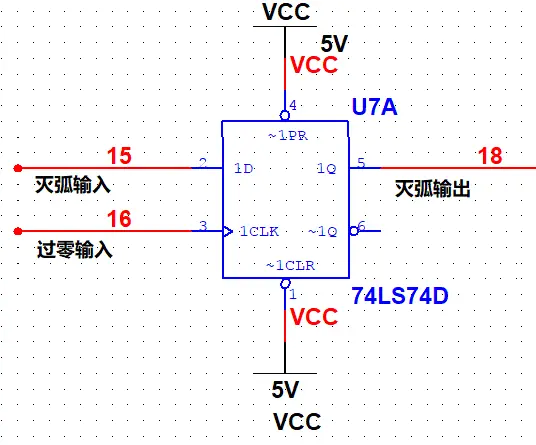 VCC
5V
VCC
4
U7A
~1PR
15
2
1D
1Q
5
18
灭弧输入
灭弧输出
16
3
1CLK
~1Q
6
过零输入
~1CLR
1
74LS74D
VCC
5V
VCC